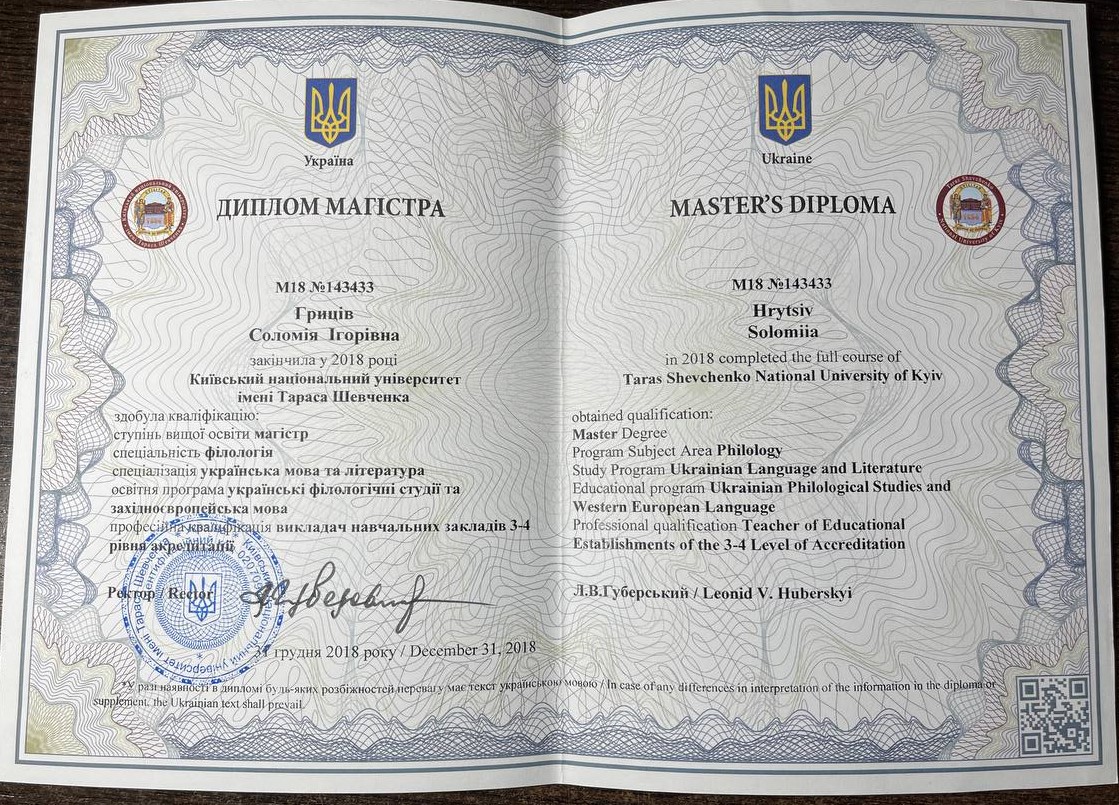 Україна
ДИПЛОМ МАГІСТРА
М18 №143433
Гриців
Соломія Ігорівна
закінчила у 2018 році
Київський національний університет
імені Тараса Шевченка
здобула кваліфікацію:
ступінь вищої освіти магістр
спеціальність філологія
спеціалізація українська мова та література
освітня програма українські філологічні студії та
західноєвропейська мова
професійна кваліфікація викладач навчальних закладів 3-4
рівня акредитації
Ректор / Rector
31 грудня 2018 року / December 31, 2018
Ukraine
MASTER'S DIPLOMA
Taras Shevchenko
National University of Kyiv
M18 №143433
Hrytsiv
Solomiia
in 2018 completed the full course of
Taras Shevchenko National University of Kyiv
obtained qualification:
Master Degree
Program Subject Area Philology
Study Program Ukrainian Language and Literature
Educational program Ukrainian Philological Studies and
Western European Language
Professional qualification Teacher of Educational
Establishments of the 3-4 Level of Accreditation
Л.В.Губерський / Leonid V. Huberskyi
*У разі наявності в дипломі будь-яких розбіжностей перевагу має текст українською мовою / In case of any differences in interpretation of the information in the diploma or
supplement, the Ukrainian text shall prevail